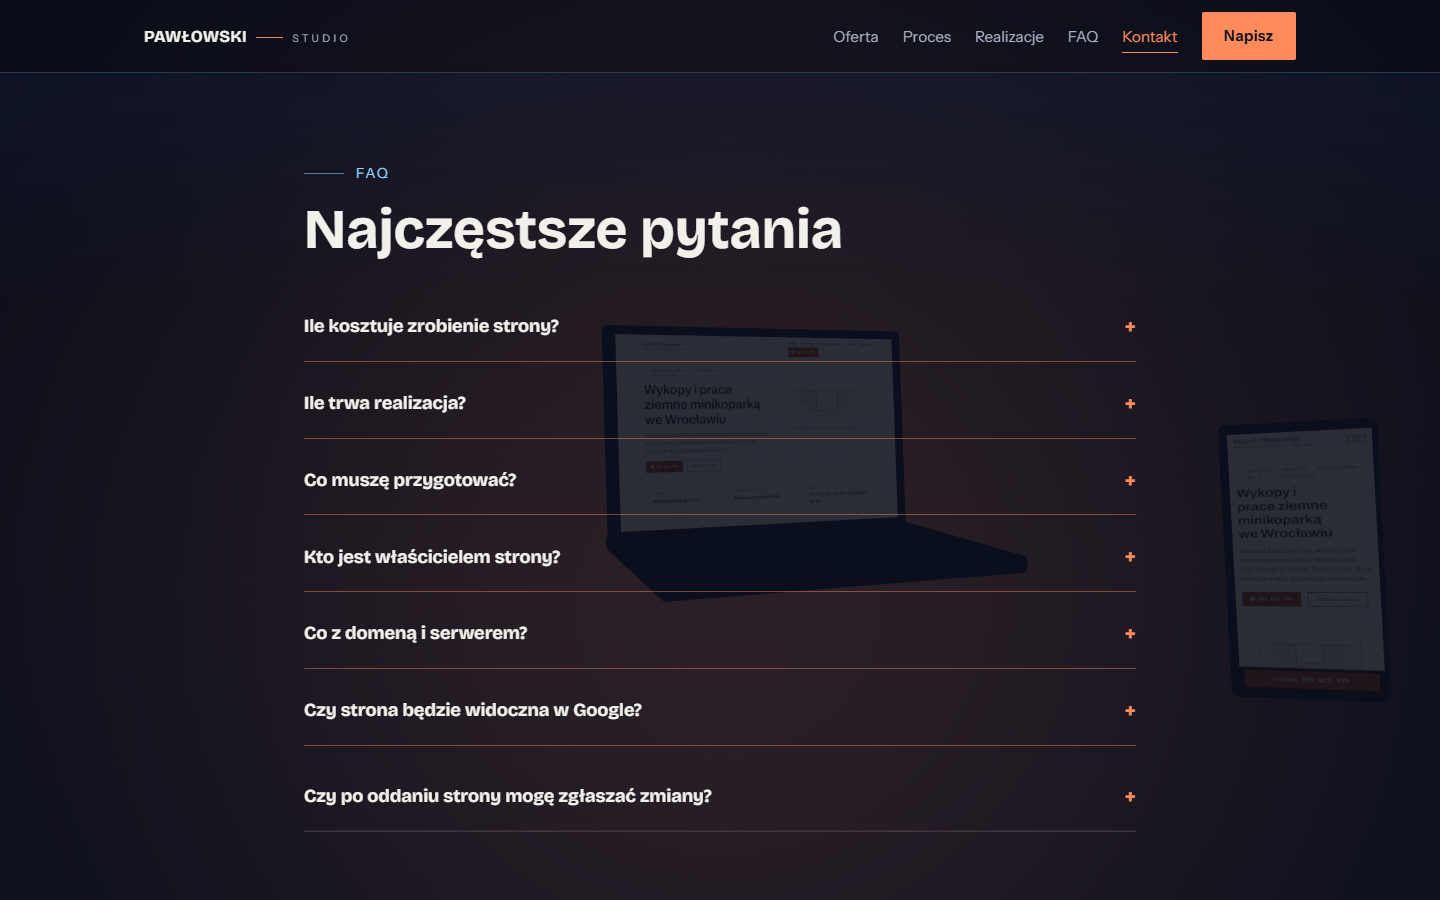 PAWŁOWSKI STUDIO
Oferta Proces Realizacje FAQ Kontakt Napisz
FAQ
Najczęstsze pytania
Ile kosztuje zrobienie strony? +
Ile trwa realizacja? +
Co muszę przygotować? +
Kto jest właścicielem strony? +
Co z domeną i serwerem? +
Czy strona będzie widoczna w Google? +
Czy po oddaniu strony mogę zgłaszać zmiany? +
Wykopy i prace
ziemne minikoparką
we Wrocławiu
Wykopy i
prace ziemne
minikoparką
we Wrocławiu